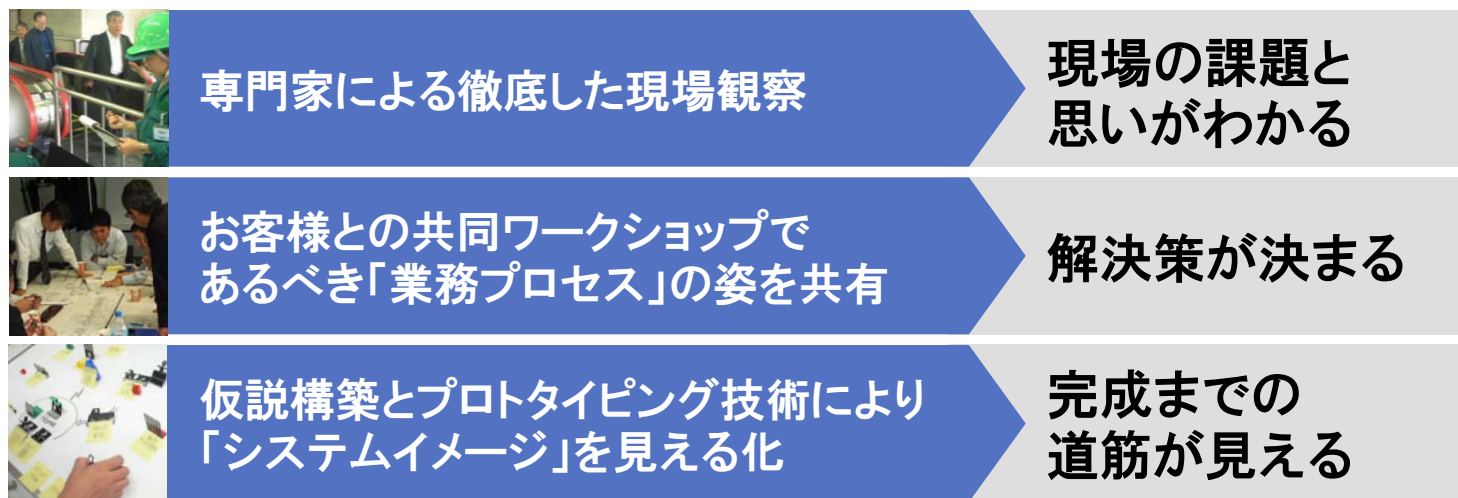 専門家による徹底した現場観察
現場の課題と
思いがわかる
お客様との共同ワークショップで
あるべき「業務プロセス」の姿を共有
解決策が決まる
仮説構築とプロトタイピング技術により
「システムイメージ」を見える化
完成までの
道筋が見える